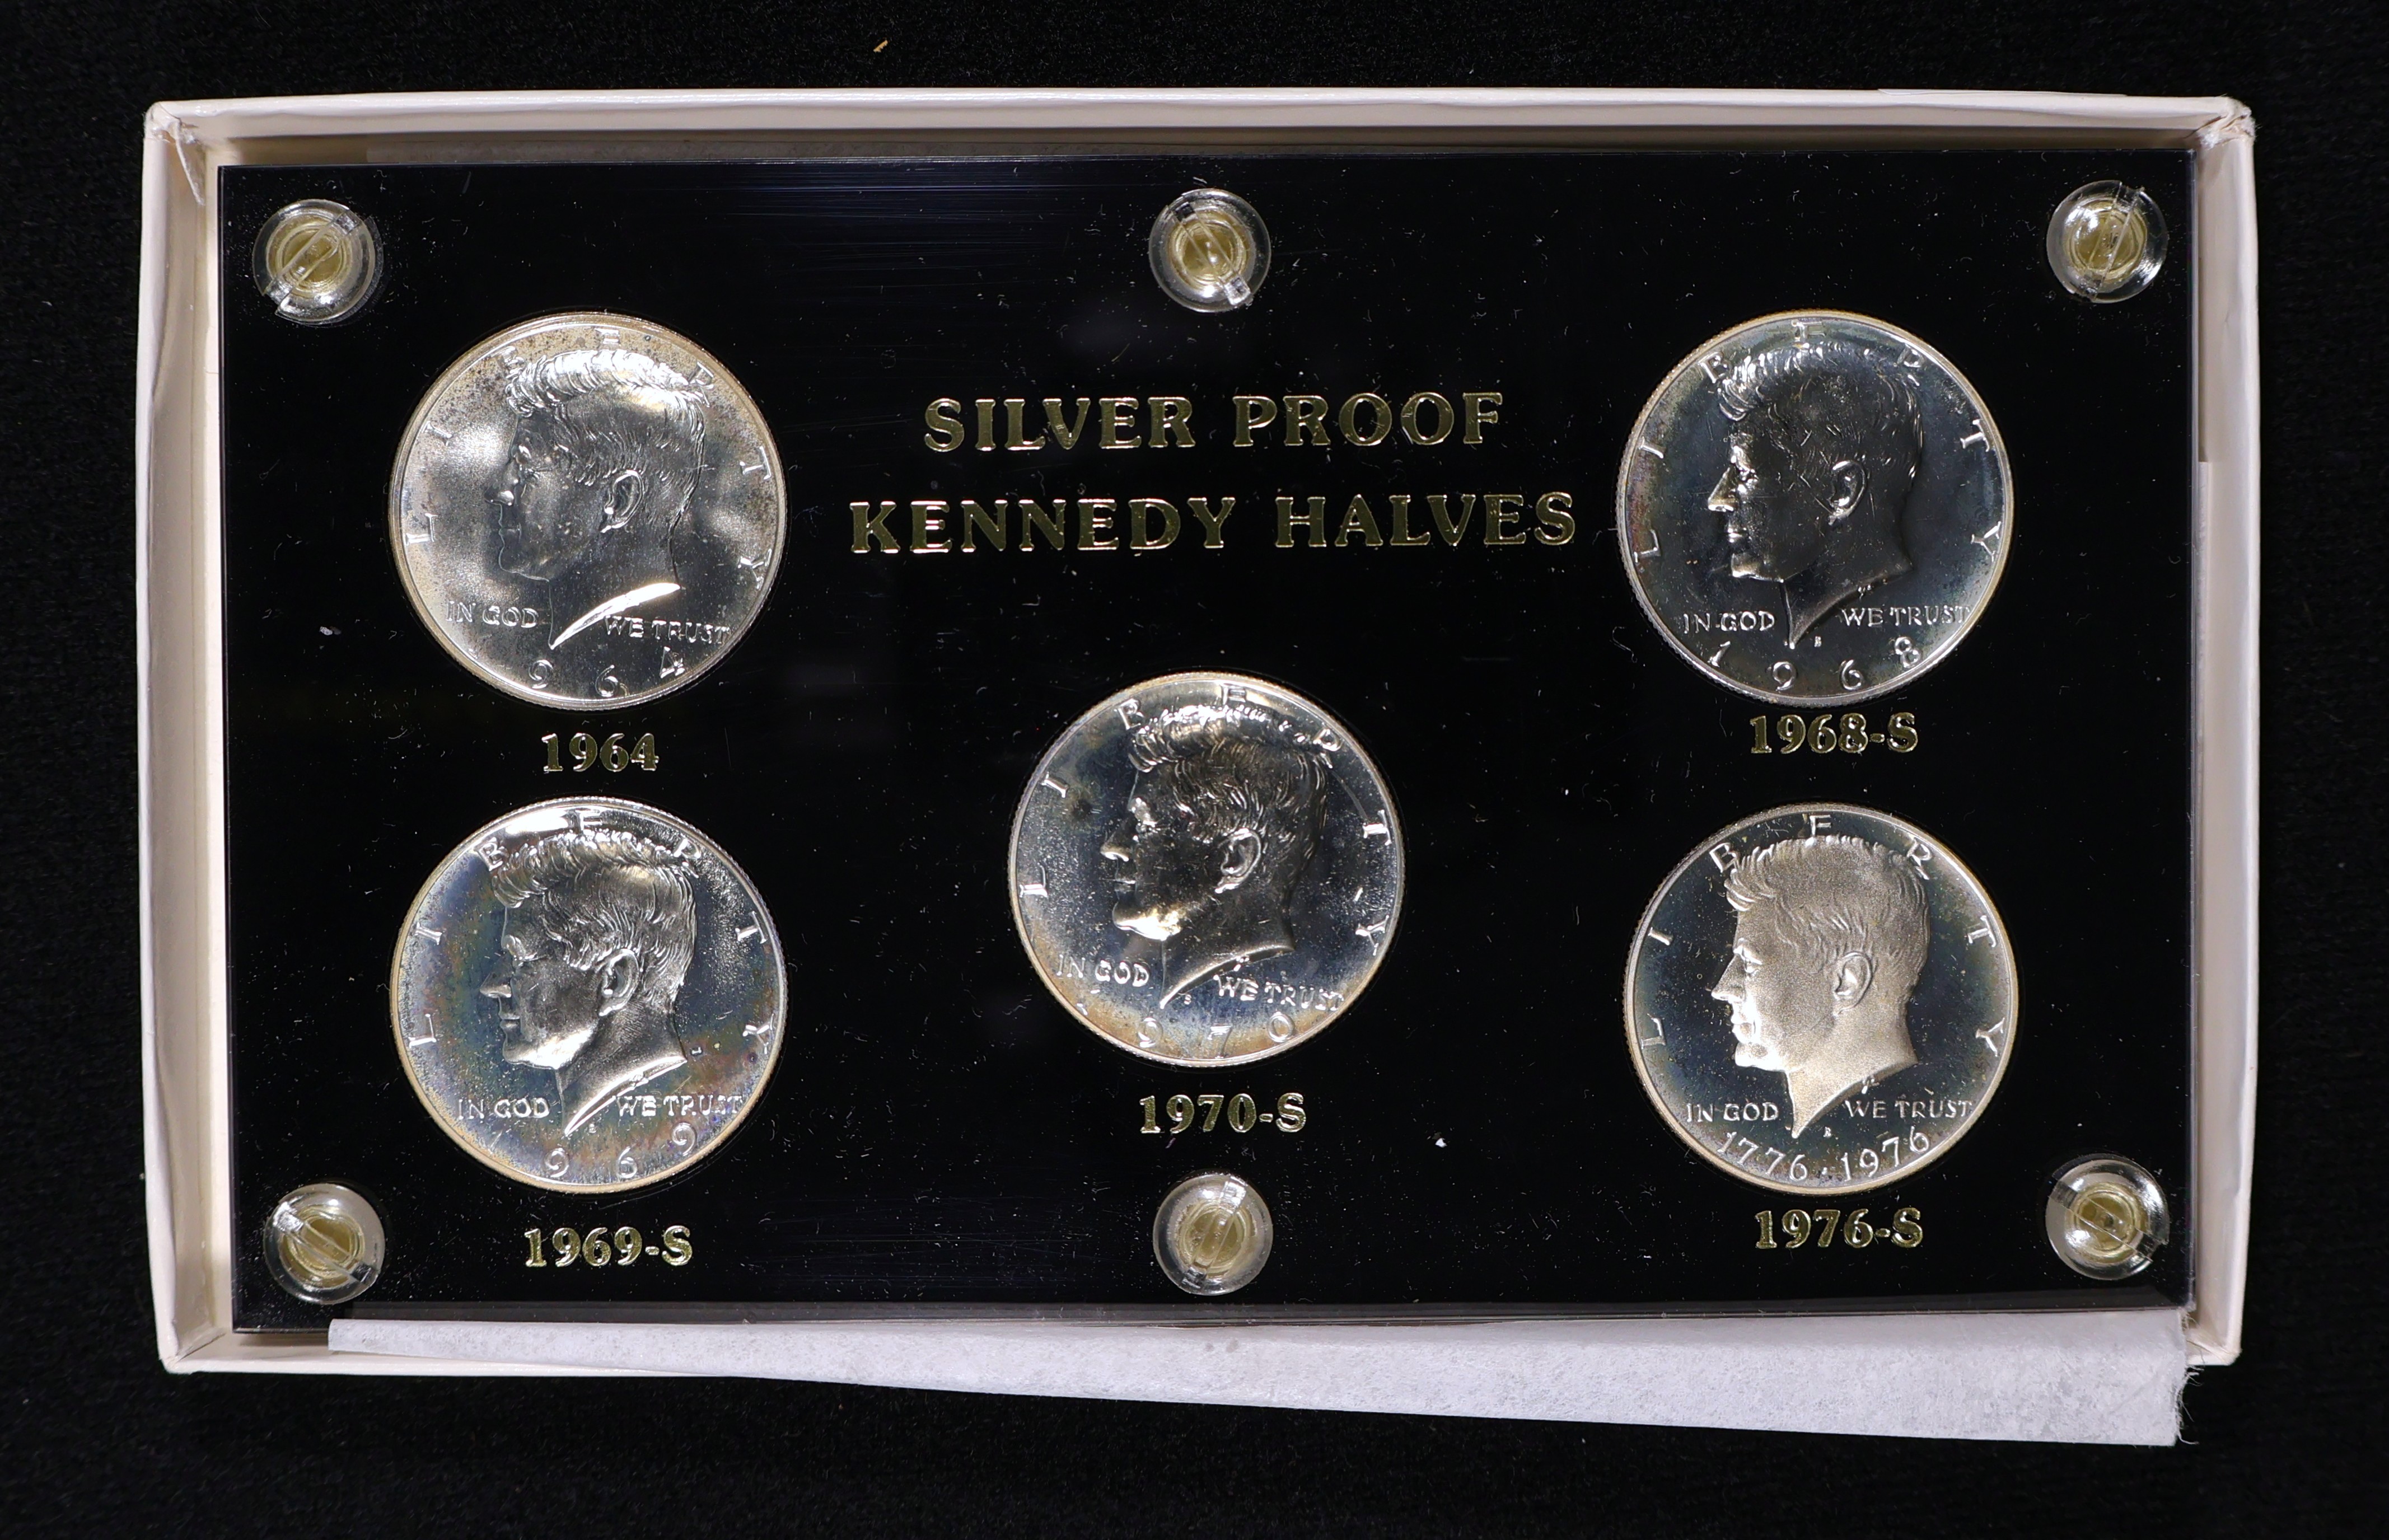 SILVER PROOF
KENNEDY HALVES
LIBERTY
IN GOD WE TRUST
1964
1964
LIBERTY
IN GOD WE TRUST
1968
1968-S
LIBERTY
IN GOD WE TRUST
1970
1970-S
LIBERTY
IN GOD WE TRUST
1969
1969-S
LIBERTY
IN GOD WE TRUST
1776-1976
1976-S